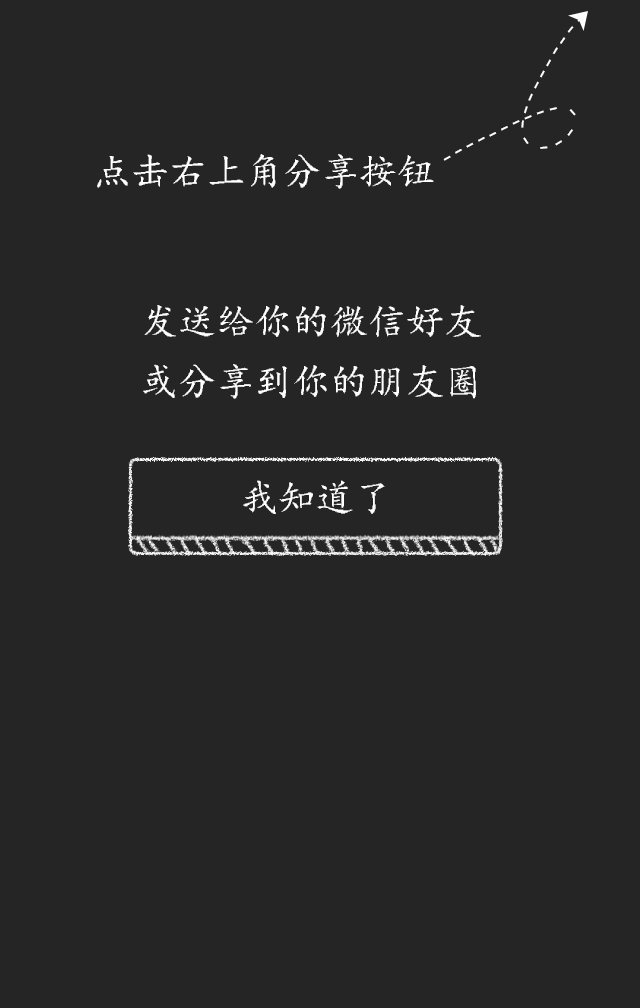 点击右上角分享按钮
发送给你的微信好友
或分享到你的朋友圈
我知道了